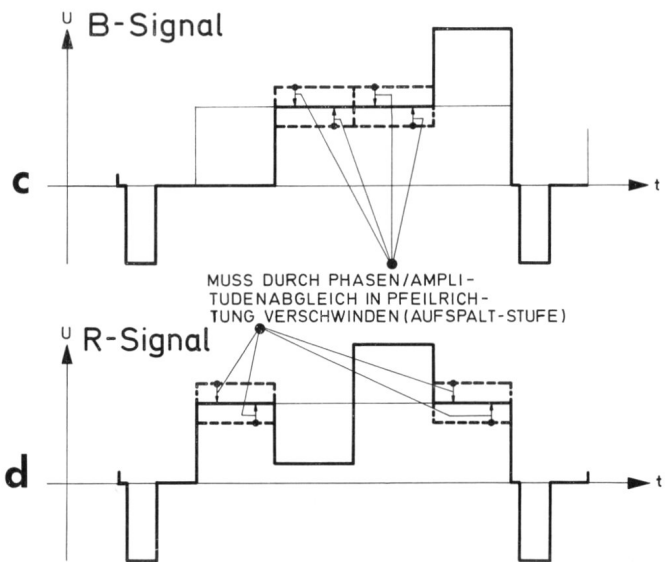 U
B-Signal
c
t
MUSS DURCH PHASEN/AMPLI-
TUDENABGLEICH IN PFEILRICH-
TUNG VERSCHWINDEN (AUFSPALT-STUFE)
U
R-Signal
d
t